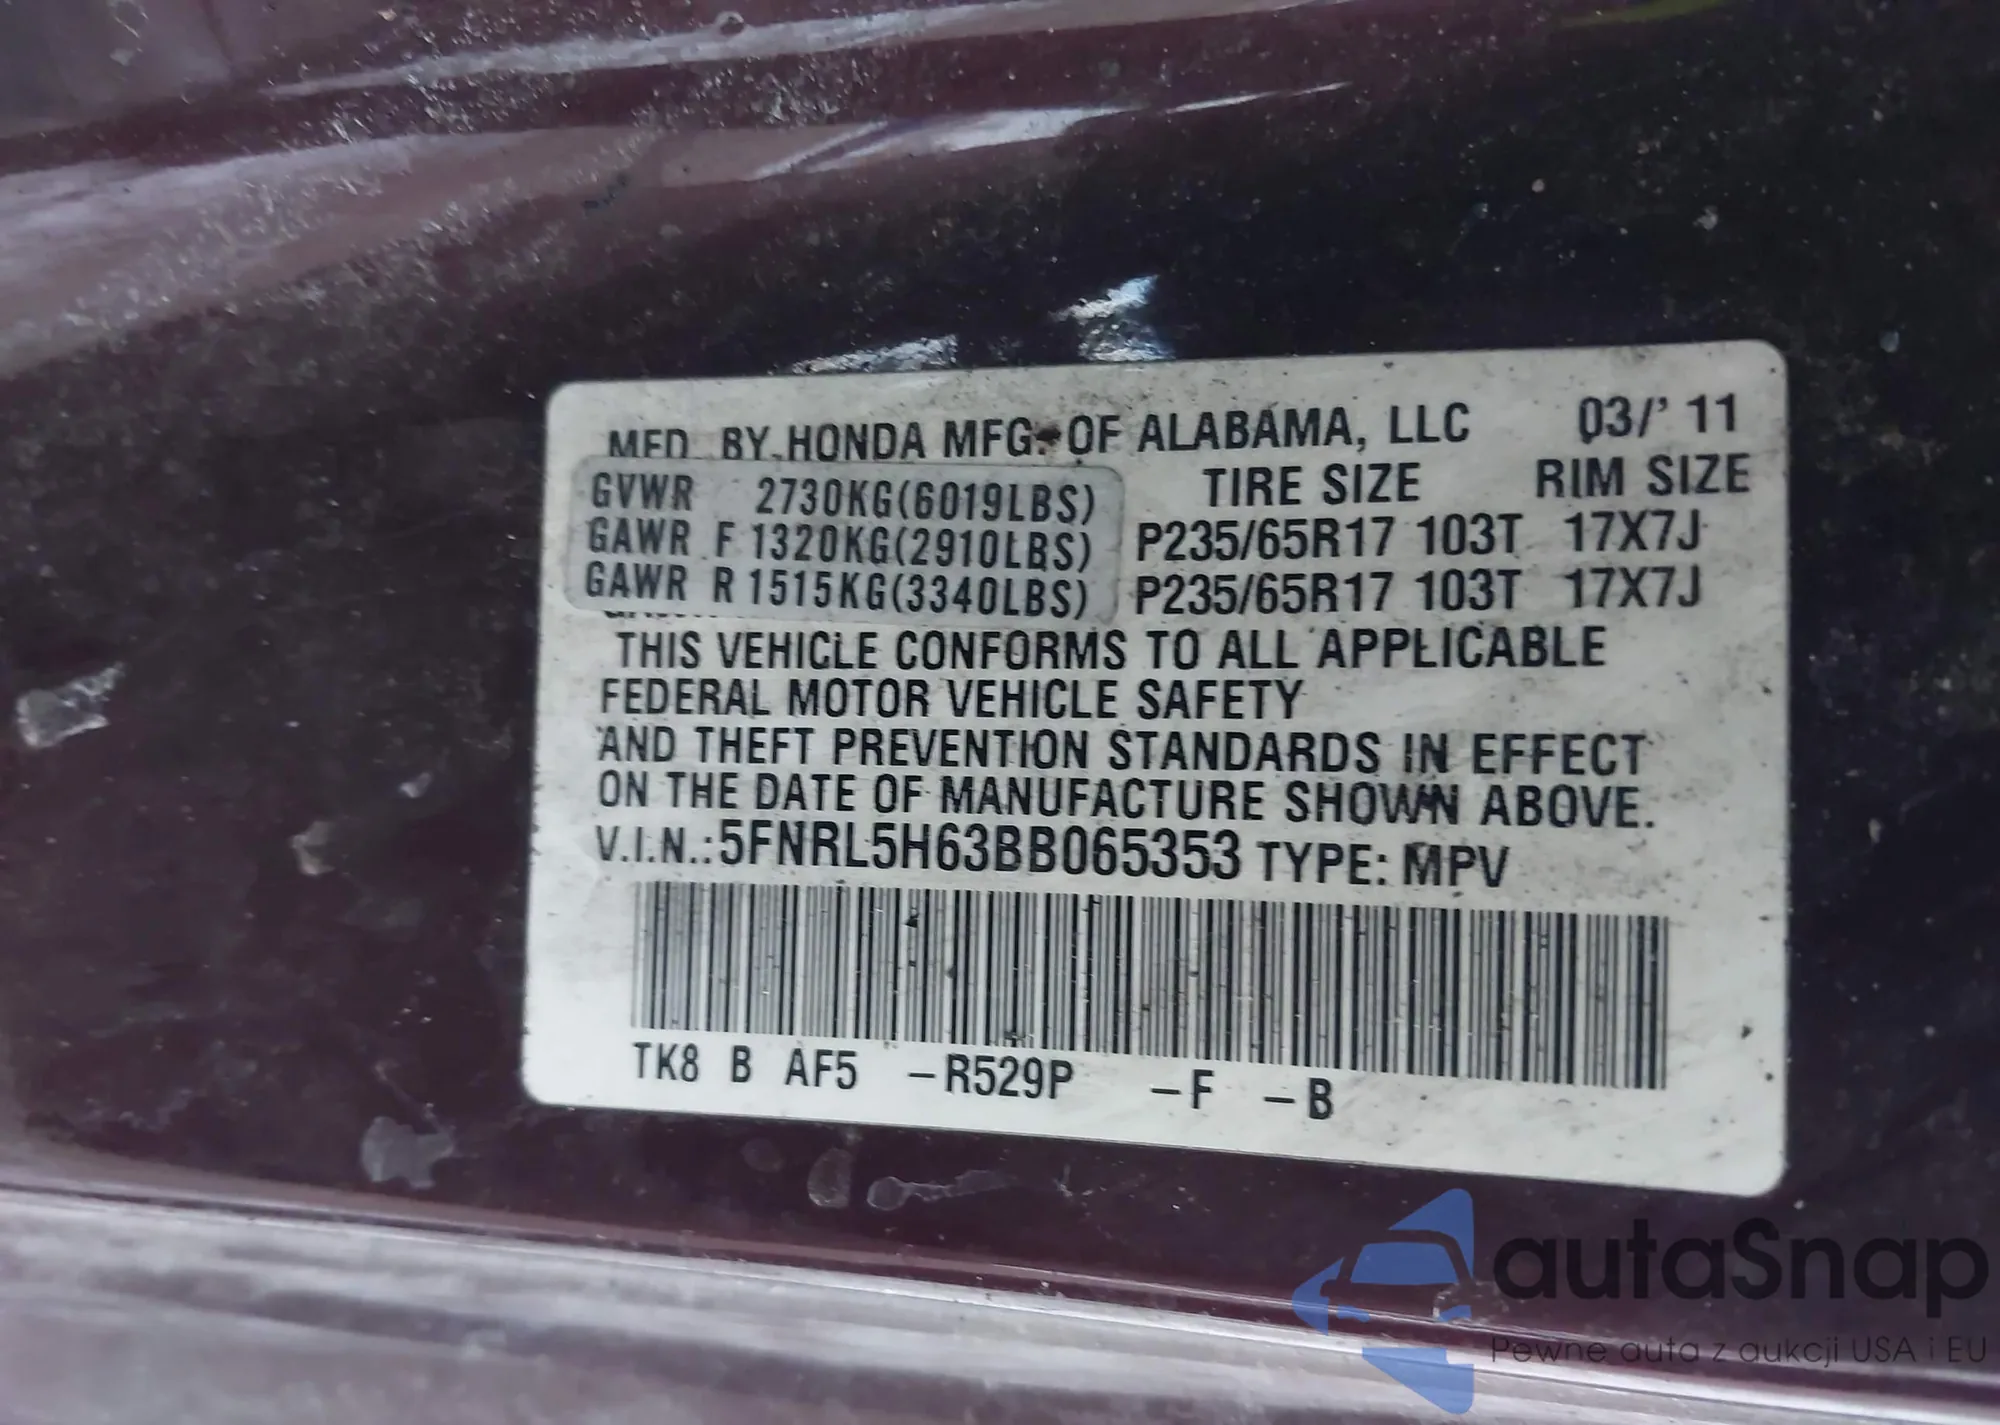 MFD. BY HONDA MFG. OF ALABAMA, LLC 03/' 11
TIRE SIZE RIM SIZE
GVWR 2730KG(6019LBS)
GAWR F 1320KG(2910LBS) P235/65R17 103T 17X7J
GAWR R 1515KG(3340LBS) P235/65R17 103T 17X7J
THIS VEHICLE CONFORMS TO ALL APPLICABLE
FEDERAL MOTOR VEHICLE SAFETY
AND THEFT PREVENTION STANDARDS IN EFFECT
ON THE DATE OF MANUFACTURE SHOWN ABOVE.
V.I.N.:5FNRL5H63BB065353 TYPE: MPV
TK8 B AF5 -R529P -F -B
autaSnap
Pewne auta z aukcji USA i EU